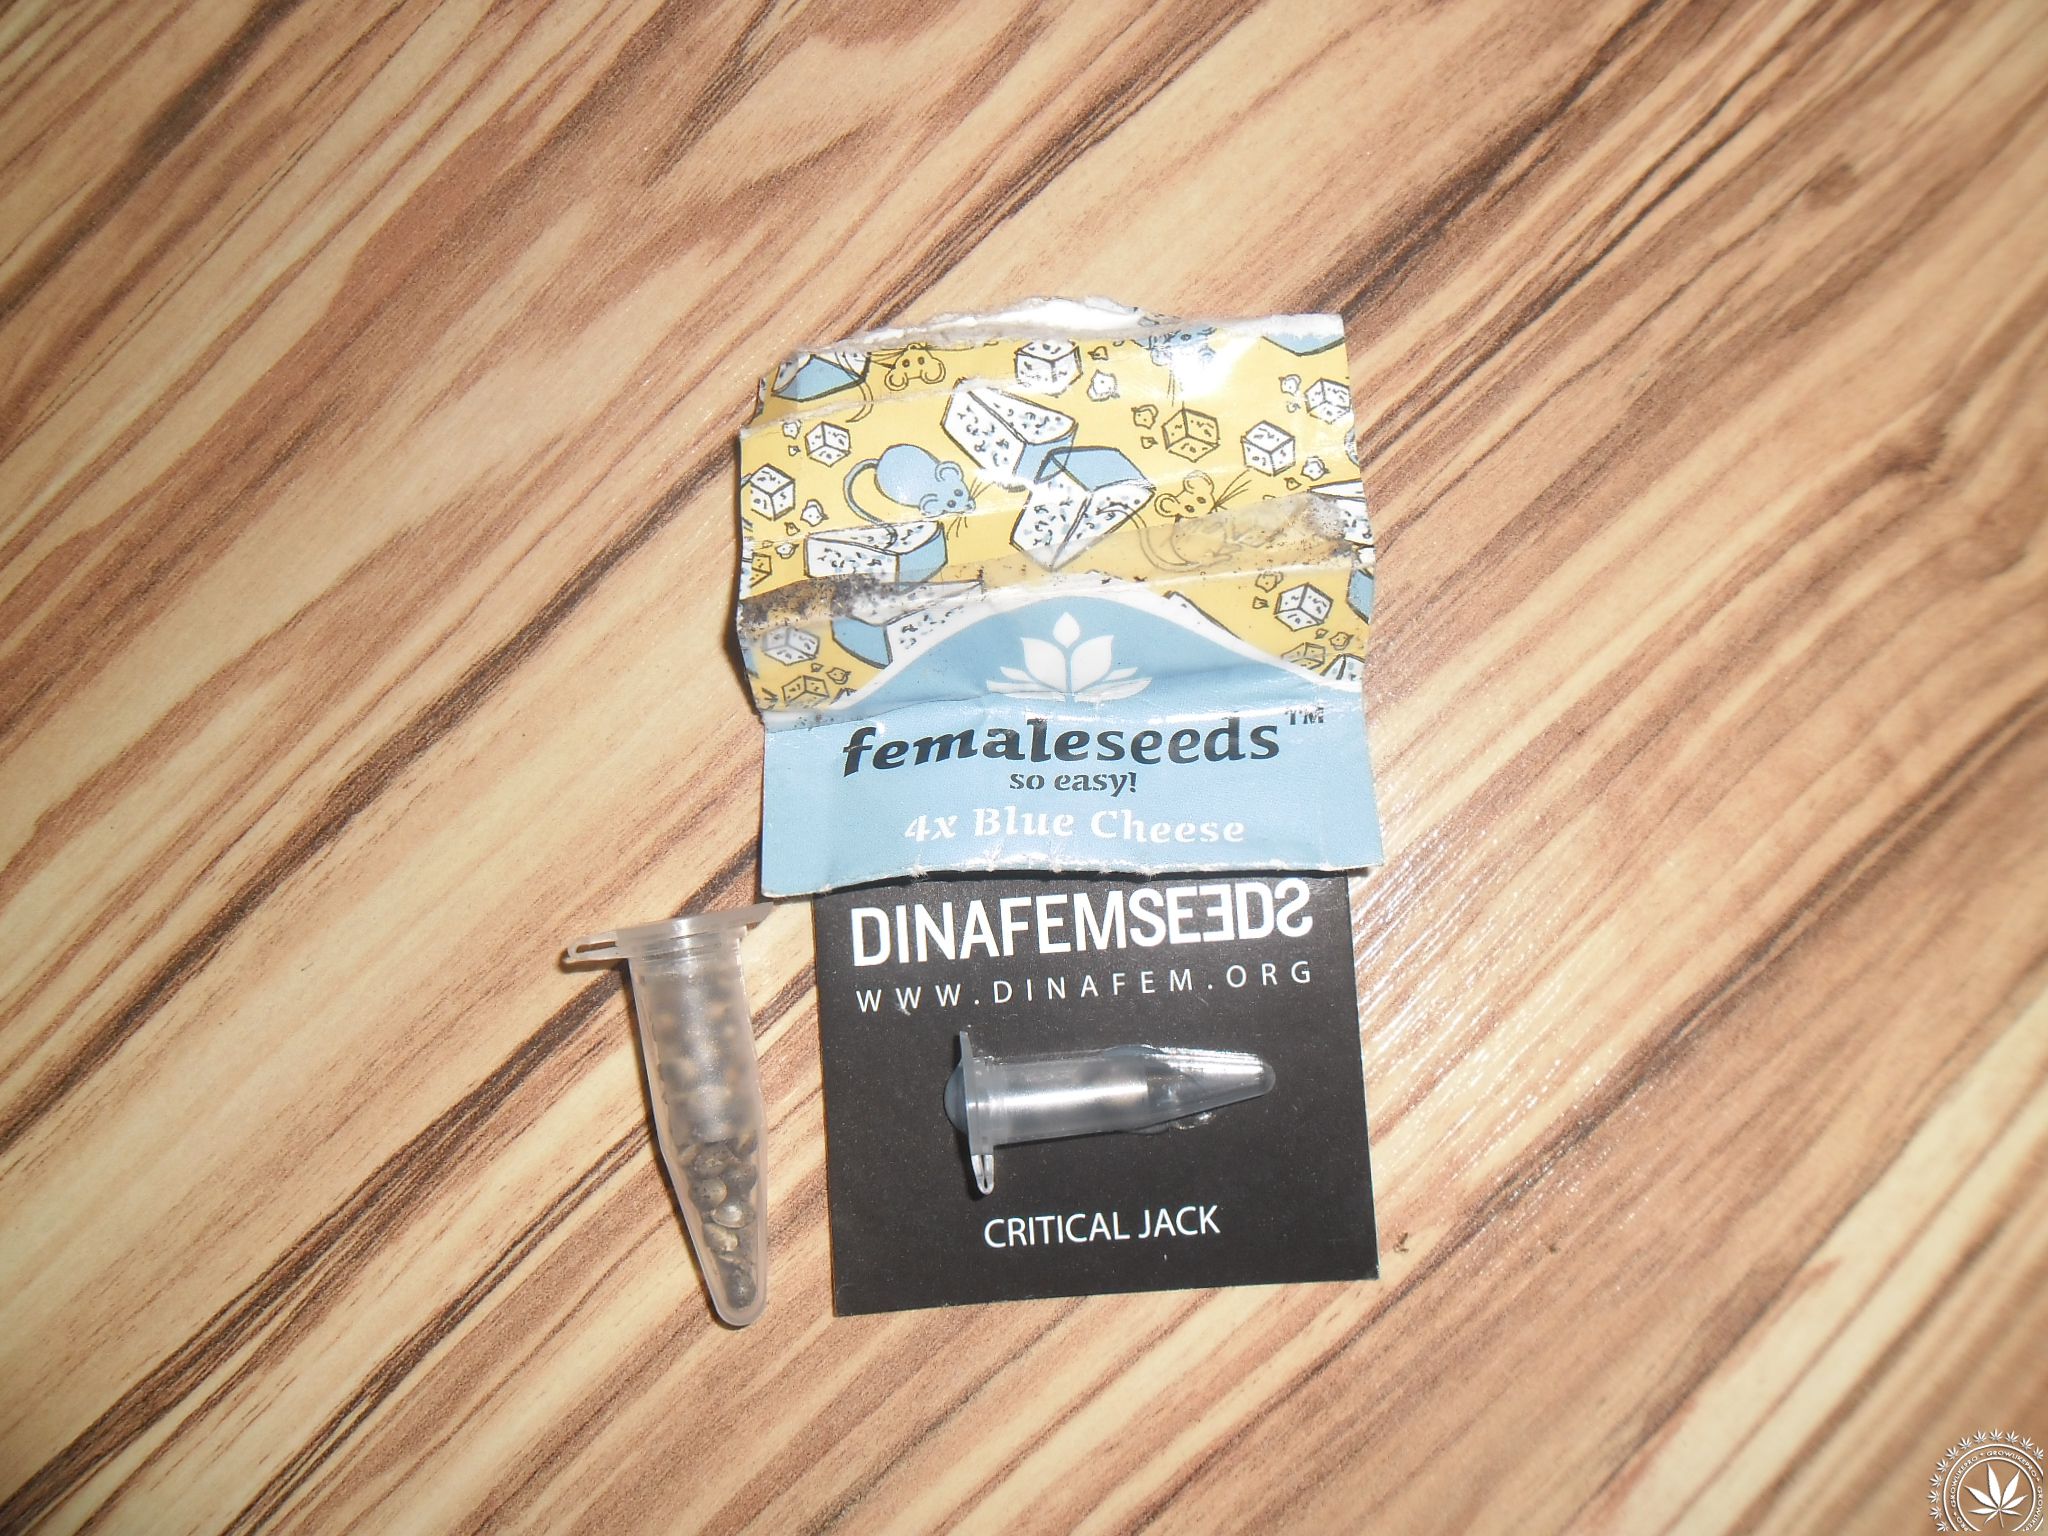 femaleseeds™
so easy!
4x Blue Cheese
DINAFEMSEEDS
WWW.DINAFEM.ORG
CRITICAL JACK